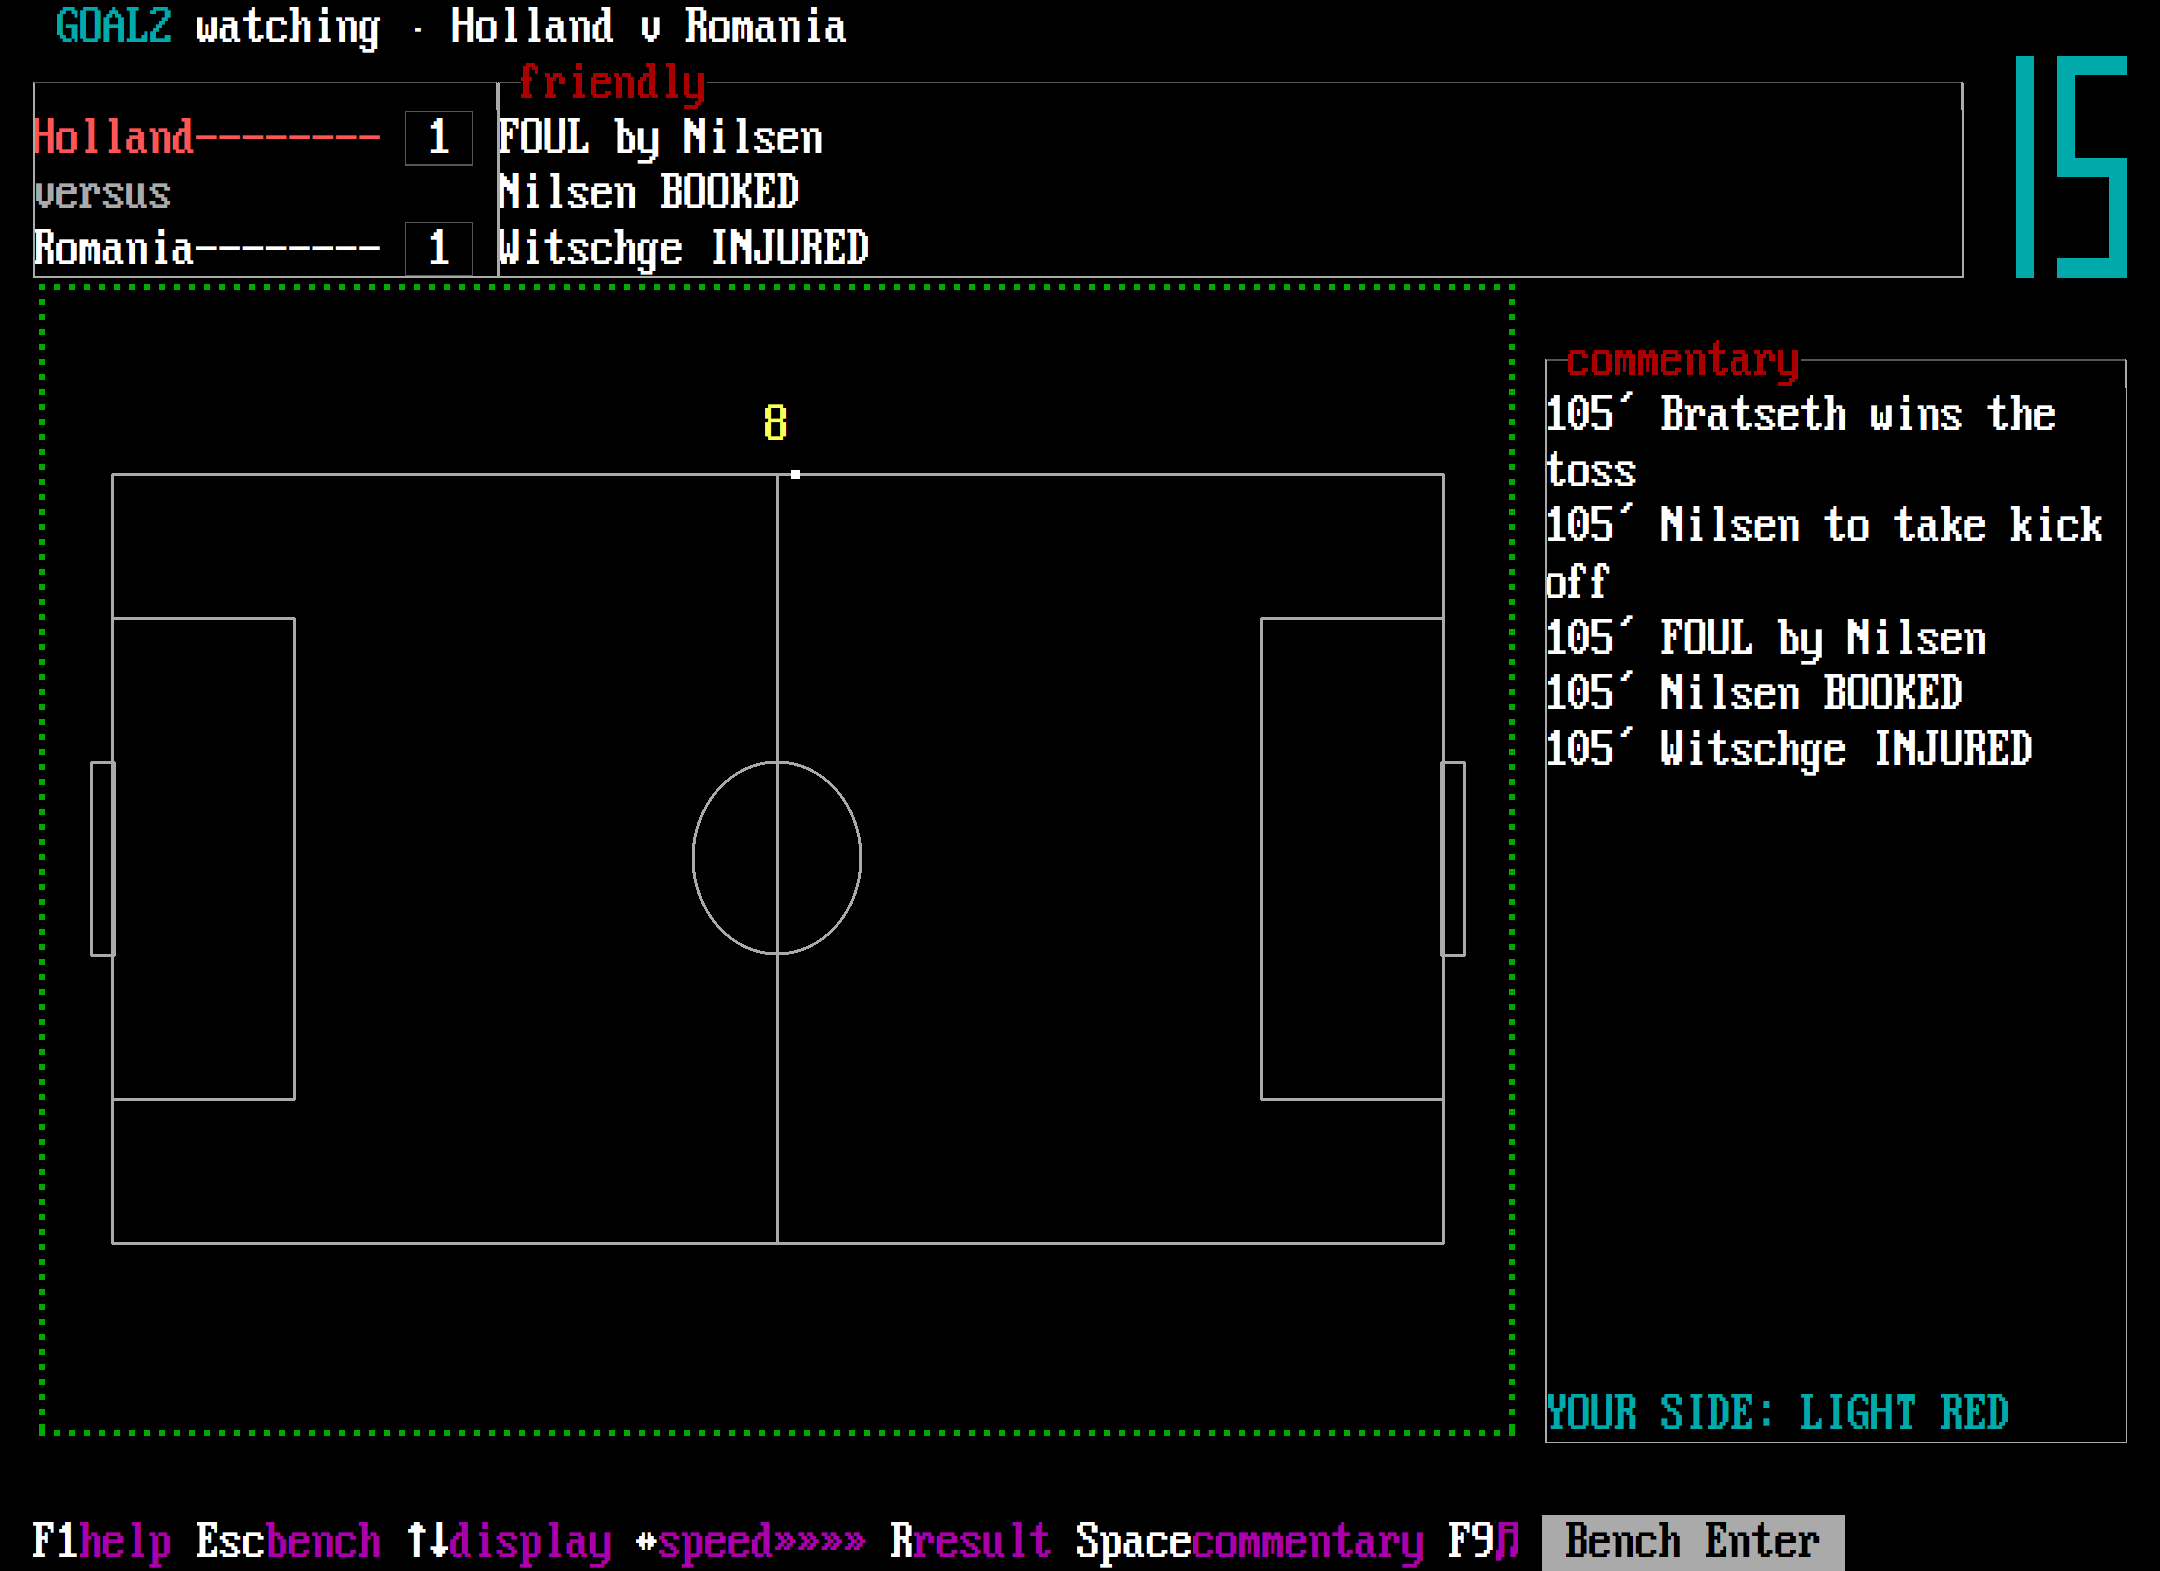 GOAL2 watching · Holland v Romania
friendly
Holland-------- 1
versus
Romania-------- 1
FOUL by Nilsen
Nilsen BOOKED
Witschge INJURED
15
8
commentary
105´ Bratseth wins the
toss
105´ Nilsen to take kick
off
105´ FOUL by Nilsen
105´ Nilsen BOOKED
105´ Witschge INJURED
YOUR SIDE: LIGHT RED
F1help Escbench ↑↓display *speed»»»» Rresult Spacecommentary F9♬ Bench Enter